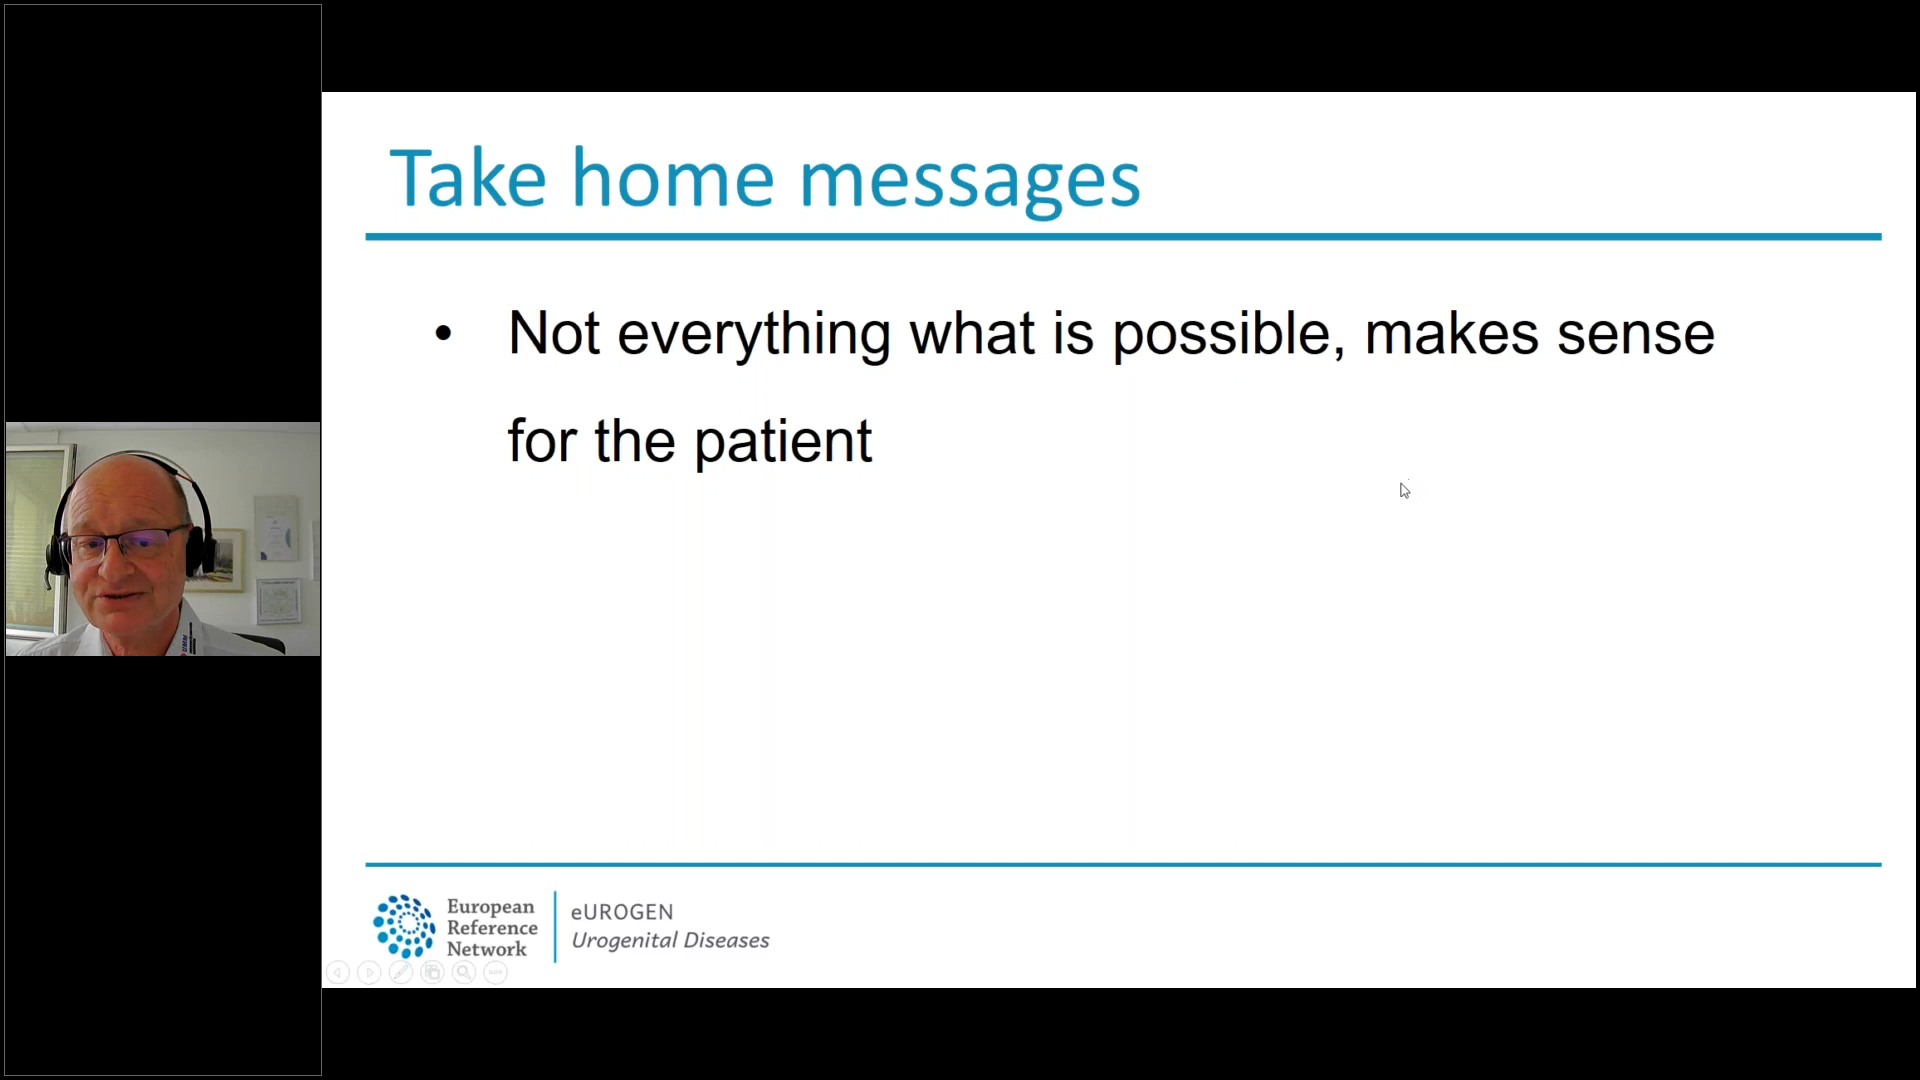 Take home messages
• Not everything what is possible, makes sense
for the patient
European
Reference
Network
eUROGEN
Urogenital Diseases
UMM